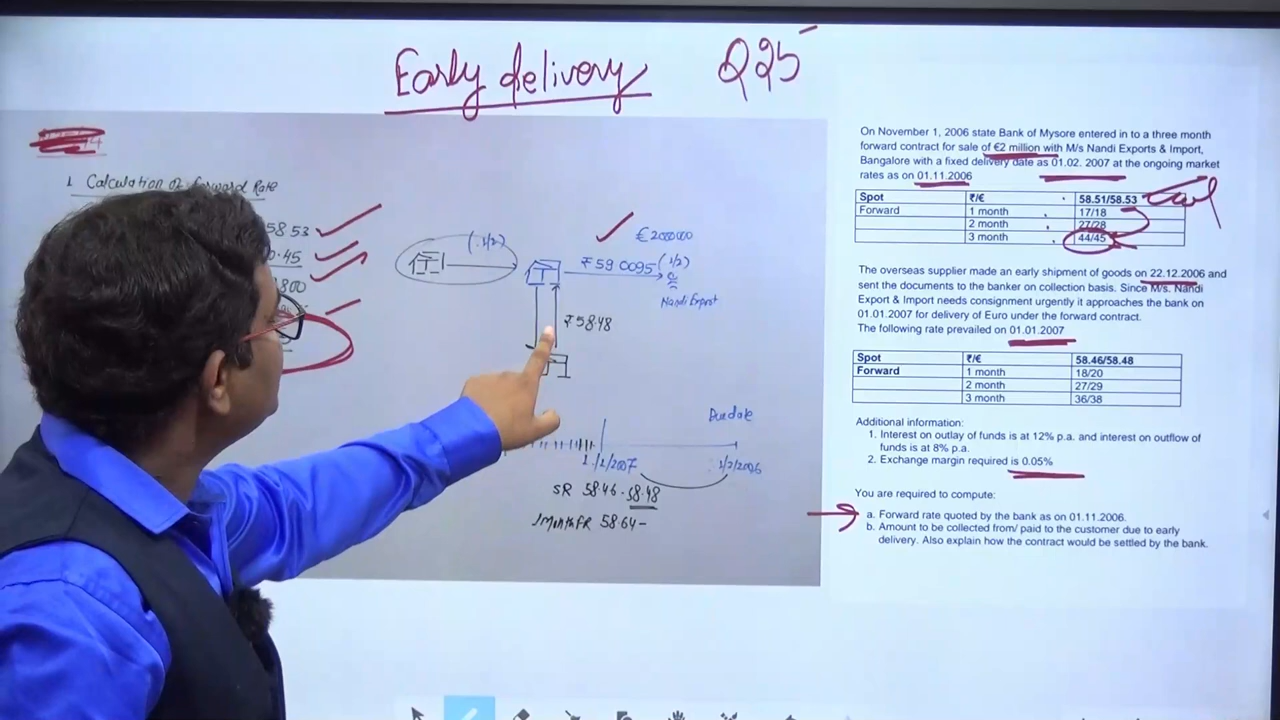 Early delivery Q25
1 Calculation of Forward Rate
58 53
0.45
800
(1/2)
€2000000
₹59 0095 (1/2)
Nandi Export
₹58.48
Due date
1/1/2007
1/2/2006
SR 58.46 - 58.48
1 Month FR 58.64 -
On November 1, 2006 state Bank of Mysore entered in to a three month
forward contract for sale of €2 million with M/s Nandi Exports & Import,
Bangalore with a fixed delivery date as 01.02. 2007 at the ongoing market
rates as on 01.11.2006
Spot ₹/€ 58.51/58.53
Forward 1 month 17/18
2 month 27/28
3 month 44/45
The overseas supplier made an early shipment of goods on 22.12.2006 and
sent the documents to the banker on collection basis. Since M/s. Nandi
Export & Import needs consignment urgently it approaches the bank on
01.01.2007 for delivery of Euro under the forward contract.
The following rate prevailed on 01.01.2007
Spot ₹/€ 58.46/58.48
Forward 1 month 18/20
2 month 27/29
3 month 36/38
Additional information:
1. Interest on outlay of funds is at 12% p.a. and interest on outflow of
funds is at 8% p.a.
2. Exchange margin required is 0.05%
You are required to compute:
a. Forward rate quoted by the bank as on 01.11.2006.
b. Amount to be collected from/ paid to the customer due to early
delivery. Also explain how the contract would be settled by the bank.